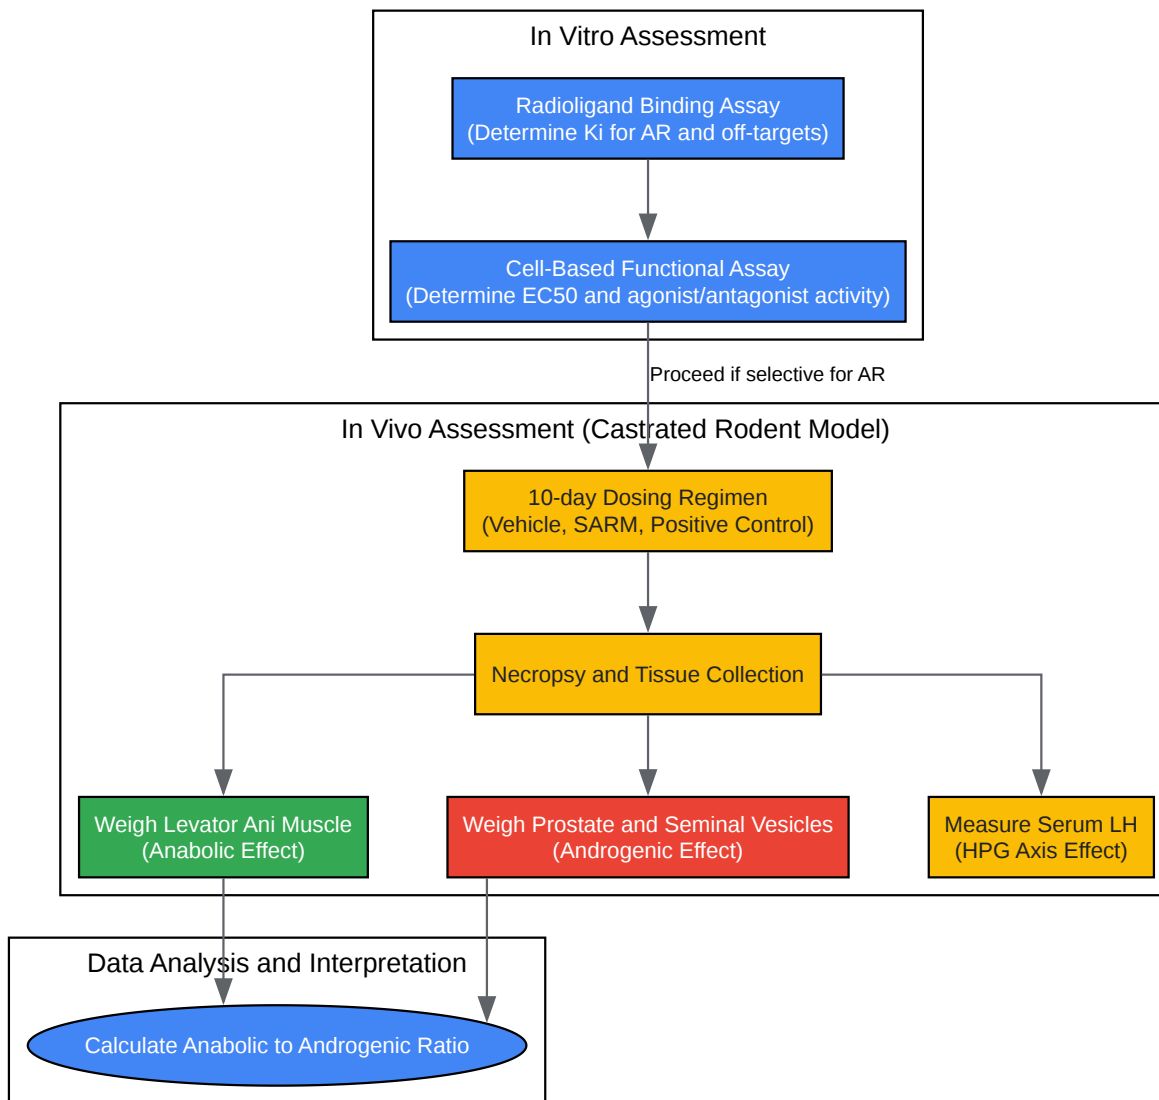 In Vitro Assessment
Radioligand Binding Assay
(Determine Ki for AR and off-targets)
Cell-Based Functional Assay
(Determine EC50 and agonist/antagonist activity)
Proceed if selective for AR
In Vivo Assessment (Castrated Rodent Model)
10-day Dosing Regimen
(Vehicle, SARM, Positive Control)
Necropsy and Tissue Collection
Weigh Levator Ani Muscle
(Anabolic Effect)
Weigh Prostate and Seminal Vesicles
(Androgenic Effect)
Measure Serum LH
(HPG Axis Effect)
Data Analysis and Interpretation
Calculate Anabolic to Androgenic Ratio